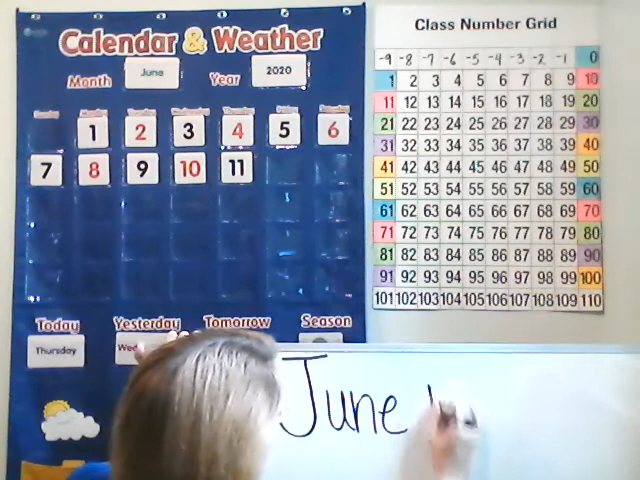 Calendar & Weather
Month June Year 2020
1 2 3 4 5 6
7 8 9 10 11
Today Yesterday Tomorrow Season
Thursday
June
Class Number Grid
-9 -8 -7 -6 -5 -4 -3 -2 -1 0
1 2 3 4 5 6 7 8 9 10
11 12 13 14 15 16 17 18 19 20
21 22 23 24 25 26 27 28 29 30
31 32 33 34 35 36 37 38 39 40
41 42 43 44 45 46 47 48 49 50
51 52 53 54 55 56 57 58 59 60
61 62 63 64 65 66 67 68 69 70
71 72 73 74 75 76 77 78 79 80
81 82 83 84 85 86 87 88 89 90
91 92 93 94 95 96 97 98 99 100
101 102 103 104 105 106 107 108 109 110